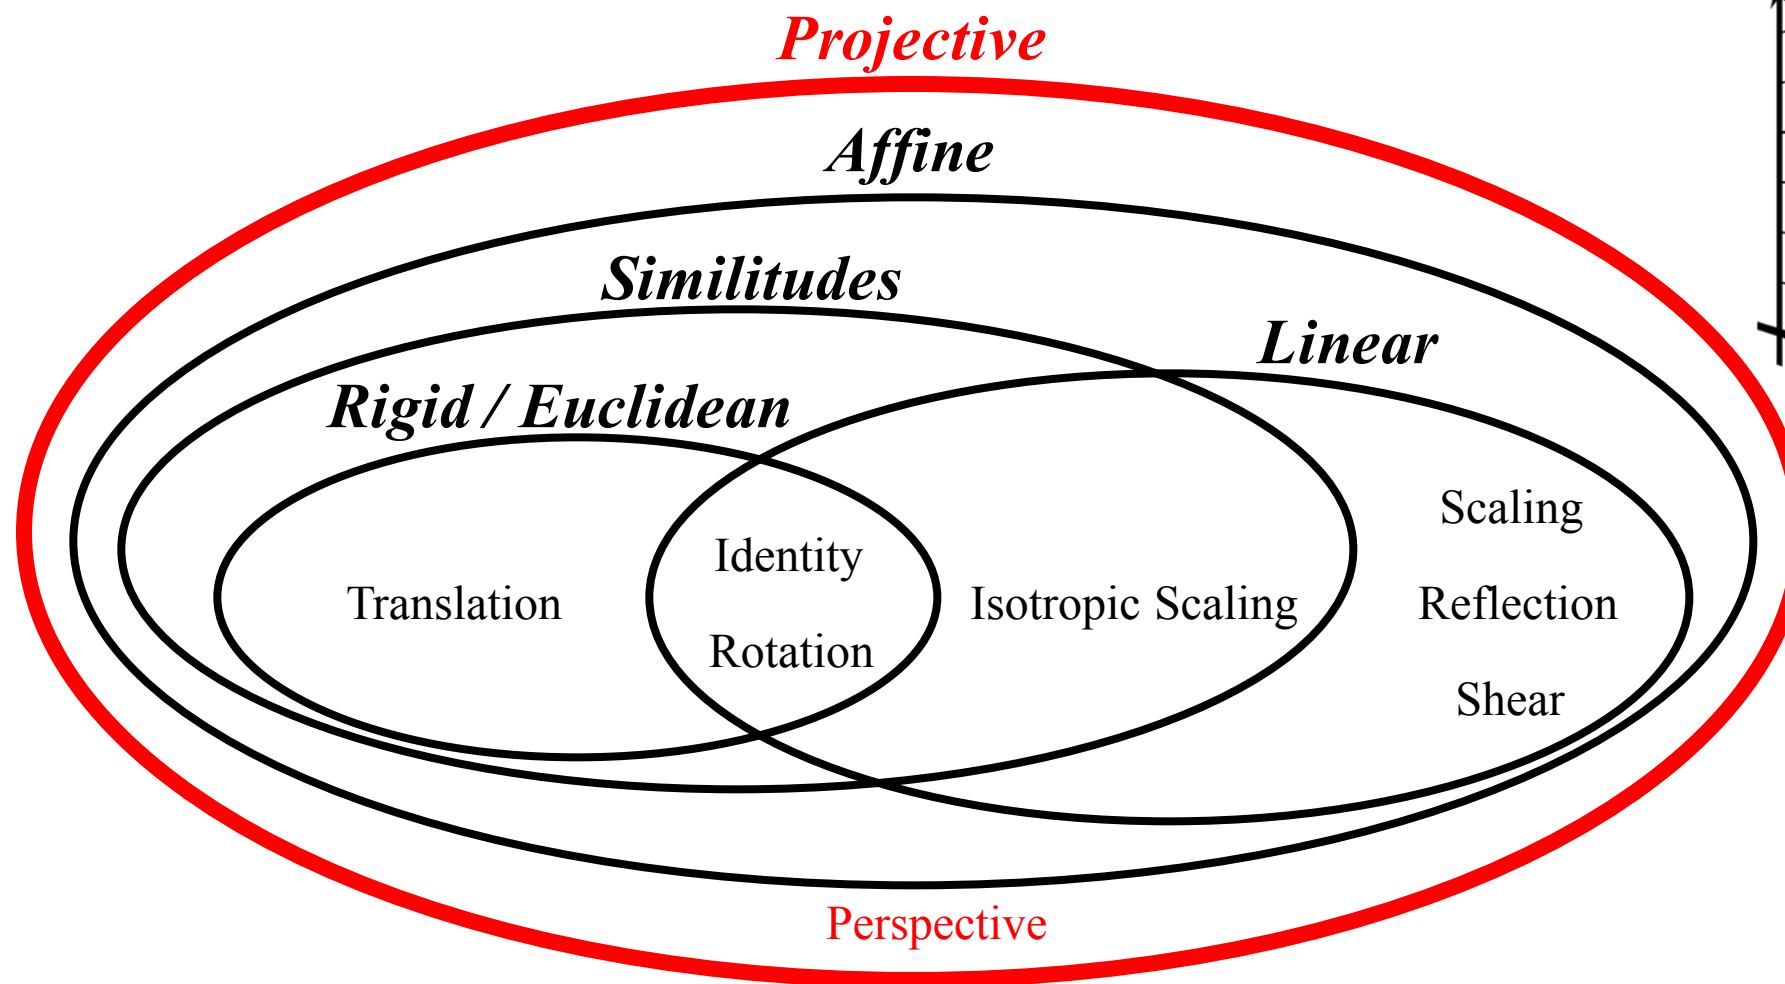 Projective
Affine
Similitudes
Linear
Rigid / Euclidean
Scaling
Identity
Translation
Isotropic Scaling
Reflection
Rotation
Shear
Perspective